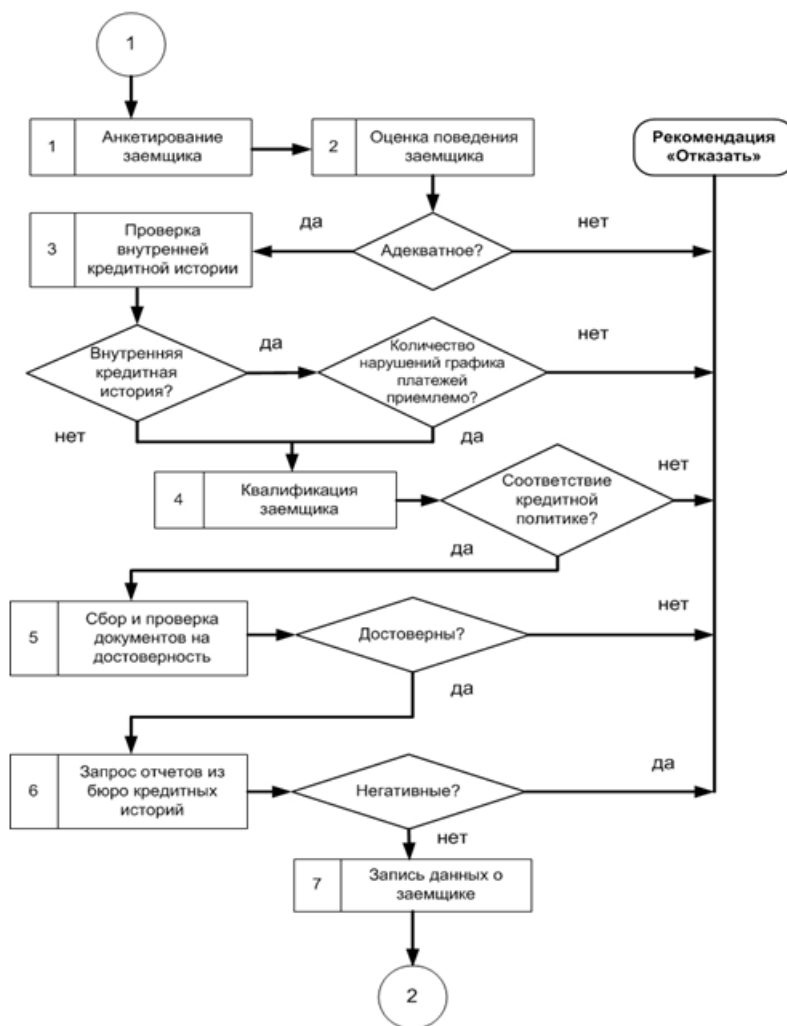 1
1
Анкетирование
заемщика
2
Оценка поведения
заемщика
Рекомендация
«Отказать»
3
Проверка
внутренней
кредитной истории
да
Адекватное?
нет
Внутренняя
кредитная
история?
да
Количество
нарушений графика
платежей
приемлемо?
нет
нет
да
4
Квалификация
заемщика
Соответствие
кредитной
политике?
нет
да
5
Сбор и проверка
документов на
достоверность
Достоверны?
нет
да
6
Запрос отчетов из
бюро кредитных
историй
Негативные?
да
нет
7
Запись данных о
заемщике
2